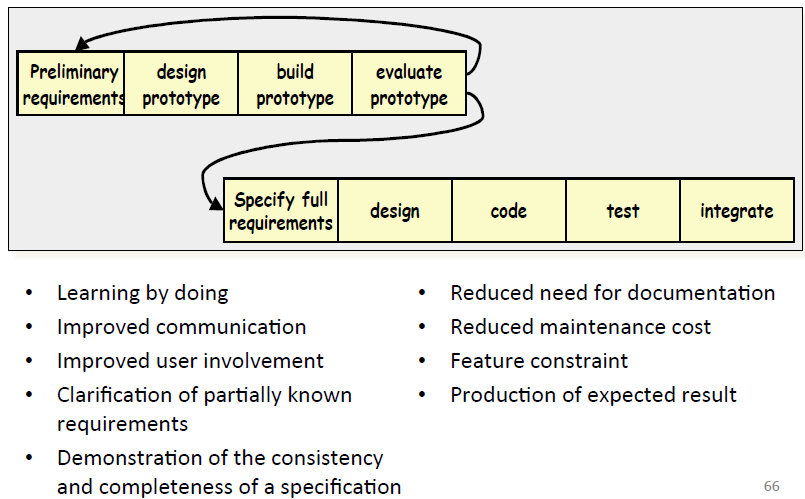 Preliminary
requirements
design
prototype
build
prototype
evaluate
prototype
Specify full
requirements
design
code
test
integrate
• Learning by doing
• Improved communication
• Improved user involvement
• Clarification of partially known
requirements
• Demonstration of the consistency
and completeness of a specification
• Reduced need for documentation
• Reduced maintenance cost
• Feature constraint
• Production of expected result
66